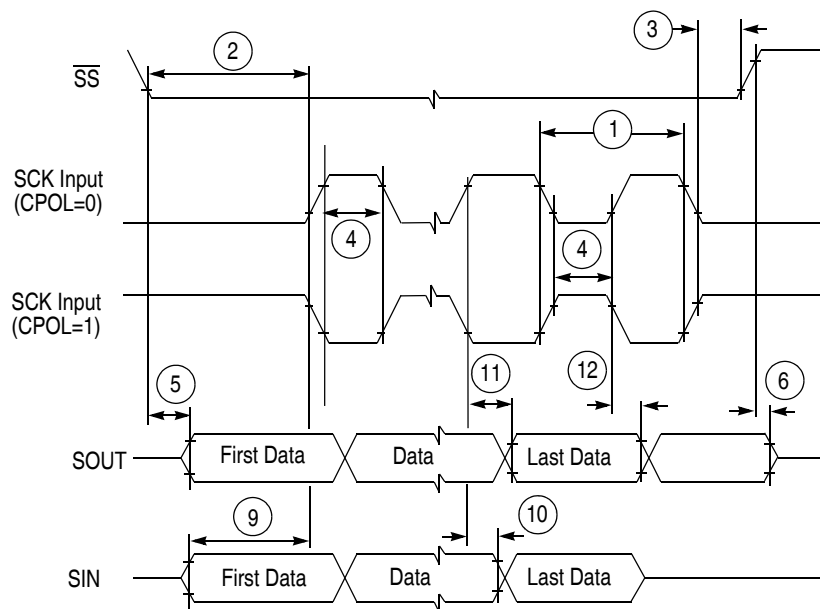 2
3
SS
1
SCK Input
(CPOL=0)
4
4
SCK Input
(CPOL=1)
5
11
12
6
SOUT
First Data
Data
Last Data
9
10
SIN
First Data
Data
Last Data